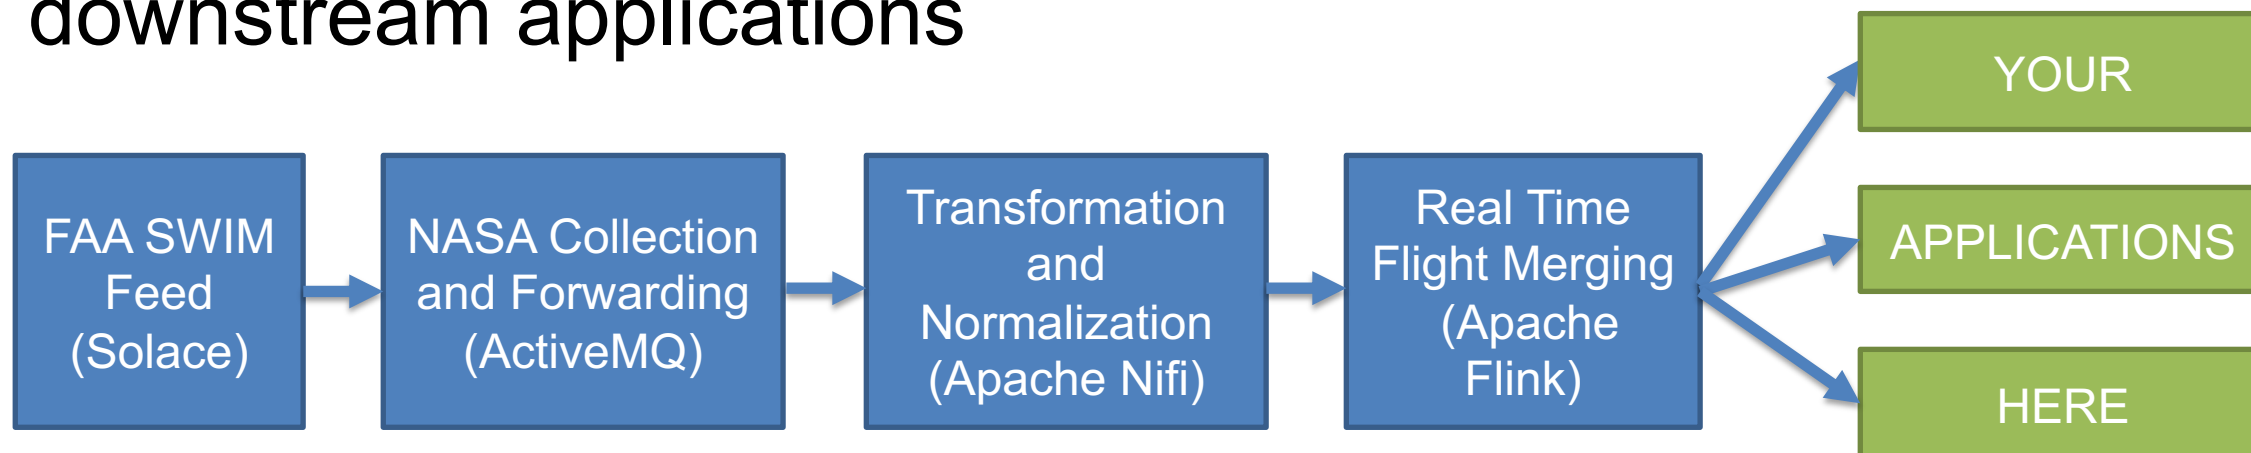 downstream applications
FAA SWIM
Feed
(Solace)
NASA Collection
and Forwarding
(ActiveMQ)
Transformation
and
Normalization
(Apache Nifi)
Real Time
Flight Merging
(Apache
Flink)
YOUR
APPLICATIONS
HERE